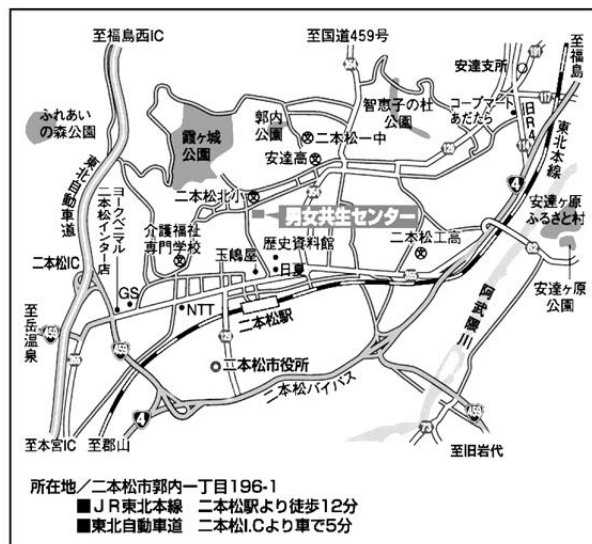 至福島西IC
至国道459号
安達支所
至福島
ふれあい
の森公園
東北自動車道
霞ヶ城
公園
郭内
公園
二本松一中
安達高
智恵子の杜
公園
コープマート
あだたら
旧R4
東北本線
4
ヨークベニマル
二本松インター店
二本松北小
男女共生センター
介護福祉
専門学校
玉嶋屋
歴史資料館
日夏
二本松工高
安達ヶ原
ふるさと村
安達ヶ原
公園
二本松IC
GS
NTT
二本松駅
阿武隈川
至岳温泉
459
459
二本松市役所
二本松バイパス
459
4
至本宮IC
至郡山
至旧岩代
所在地／二本松市郭内一丁目196-1
■JR東北本線 二本松駅より徒歩12分
■東北自動車道 二本松I.Cより車で5分